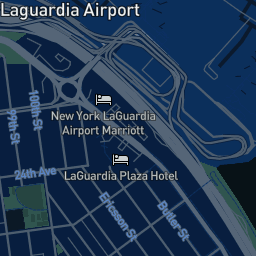 Laguardia Airport
New York LaGuardia
Airport Marriott
100th St
99th St
24th Ave
LaGuardia Plaza Hotel
Ericsson St
Butler St